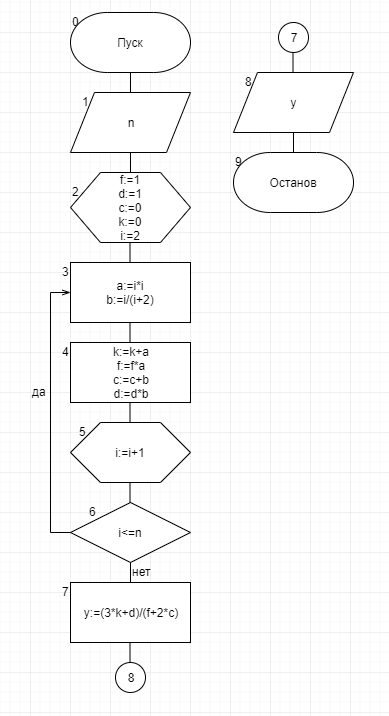 0
Пуск
1
n
2
f:=1
d:=1
c:=0
k:=0
i:=2
3
a:=i*i
b:=i/(i+2)
4
k:=k+a
f:=f*a
c:=c+b
d:=d*b
да
5
i:=i+1
6
i<=n
нет
7
y:=(3*k+d)/(f+2*c)
8
7
8
y
9
Останов